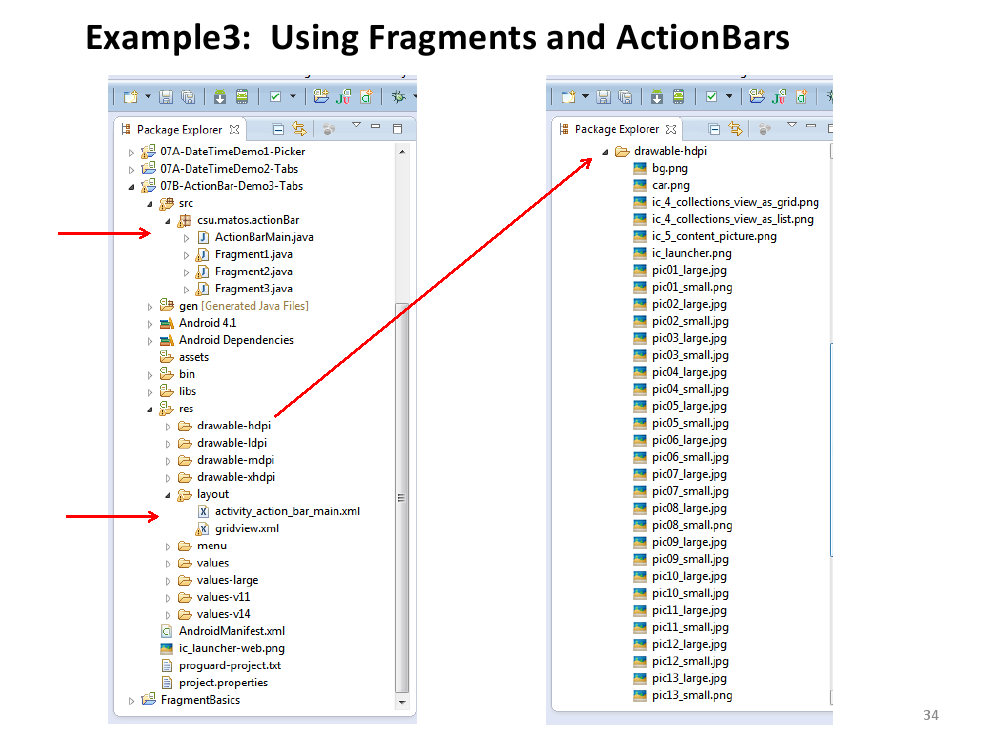 Example3: Using Fragments and ActionBars
Package Explorer
07A-DateTimeDemo1-Picker
07A-DateTimeDemo2-Tabs
07B-ActionBar-Demo3-Tabs
src
csu.matos.actionBar
ActionBarMain.java
Fragment1.java
Fragment2.java
Fragment3.java
gen [Generated Java Files]
Android 4.1
Android Dependencies
assets
bin
libs
res
drawable-hdpi
drawable-ldpi
drawable-mdpi
drawable-xhdpi
layout
activity_action_bar_main.xml
gridview.xml
menu
values
values-large
values-v11
values-v14
AndroidManifest.xml
ic_launcher-web.png
proguard-project.txt
project.properties
FragmentBasics
Package Explorer
drawable-hdpi
bg.png
car.png
ic_4_collections_view_as_grid.png
ic_4_collections_view_as_list.png
ic_5_content_picture.png
ic_launcher.png
pic01_large.jpg
pic01_small.png
pic02_large.jpg
pic02_small.jpg
pic03_large.jpg
pic03_small.jpg
pic04_large.jpg
pic04_small.jpg
pic05_large.jpg
pic05_small.jpg
pic06_large.jpg
pic06_small.jpg
pic07_large.jpg
pic07_small.jpg
pic08_large.jpg
pic08_small.png
pic09_large.jpg
pic09_small.jpg
pic10_large.jpg
pic10_small.jpg
pic11_large.jpg
pic11_small.jpg
pic12_large.jpg
pic12_small.jpg
pic13_large.jpg
pic13_small.png
34